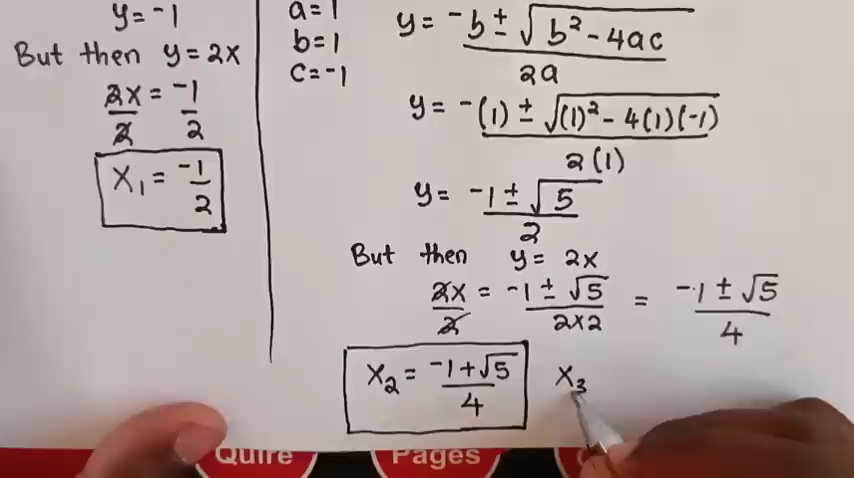 y = -1
But then y = 2x
2x/2 = -1/2
x₁ = -1/2
a = 1
b = 1
c = -1
y = -b ± √(b² - 4ac) / 2a
y = -(1) ± √((1)² - 4(1)(-1)) / 2(1)
y = -1 ± √5 / 2
But then y = 2x
2x/2 = -1 ± √5 / 2x2 = -1 ± √5 / 4
x₂ = -1 + √5 / 4 x₃
Quire Pages